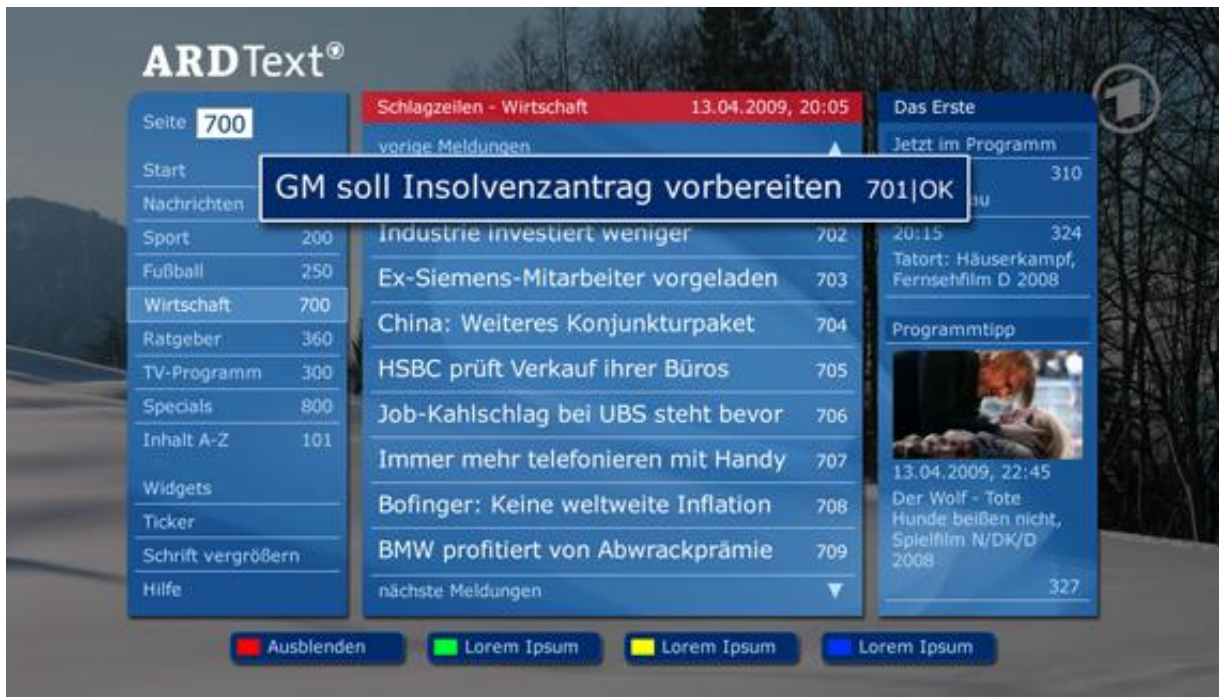 ARD Text
Seite 700
Start
Nachrichten
Sport 200
Fußball 250
Wirtschaft 700
Ratgeber 360
TV-Programm 300
Specials 800
Inhalt A-Z 101
Widgets
Ticker
Schrift vergrößern
Hilfe
Schlagzeilen - Wirtschaft 13.04.2009, 20:05
vorige Meldungen
GM soll Insolvenzantrag vorbereiten 701|OK
Industrie investiert weniger 702
Ex-Siemens-Mitarbeiter vorgeladen 703
China: Weiteres Konjunkturpaket 704
HSBC prüft Verkauf ihrer Büros 705
Job-Kahlschlag bei UBS steht bevor 706
Immer mehr telefonieren mit Handy 707
Bofinger: Keine weltweite Inflation 708
BMW profitiert von Abwrackprämie 709
nächste Meldungen
Das Erste
Jetzt im Programm
310
au
20:15 324
Tatort: Häuserkampf,
Fernsehfilm D 2008
Programmtipp
13.04.2009, 22:45
Der Wolf - Tote
Hunde beißen nicht,
Spielfilm N/DK/D
2008
327
1
Ausblenden
Lorem Ipsum
Lorem Ipsum
Lorem Ipsum